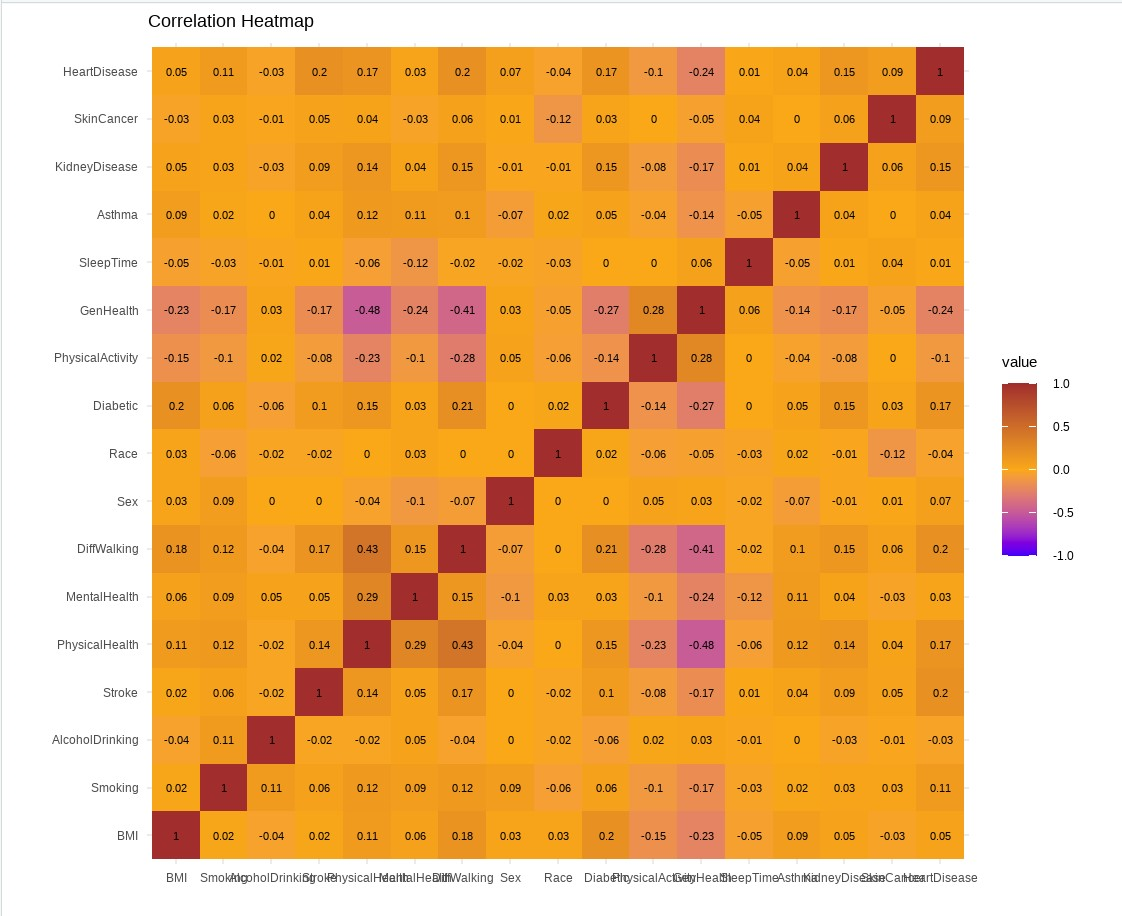 Correlation Heatmap
HeartDisease 0.05 0.11 -0.03 0.2 0.17 0.03 0.2 0.07 -0.04 0.17 -0.1 -0.24 0.01 0.04 0.15 0.09 1
SkinCancer -0.03 0.03 -0.01 0.05 0.04 -0.03 0.06 0.01 -0.12 0.03 0 -0.05 0.04 0 0.06 1 0.09
KidneyDisease 0.05 0.03 -0.03 0.09 0.14 0.04 0.15 -0.01 -0.01 0.15 -0.08 -0.17 0.01 0.04 1 0.06 0.15
Asthma 0.09 0.02 0 0.04 0.12 0.11 0.1 -0.07 0.02 0.05 -0.04 -0.14 -0.05 1 0.04 0 0.04
SleepTime -0.05 -0.03 -0.01 0.01 -0.06 -0.12 -0.02 -0.02 -0.03 0 0 0.06 1 -0.05 0.01 0.04 0.01
GenHealth -0.23 -0.17 0.03 -0.17 -0.48 -0.24 -0.41 0.03 -0.05 -0.27 0.28 1 0.06 -0.14 -0.17 -0.05 -0.24
PhysicalActivity -0.15 -0.1 0.02 -0.08 -0.23 -0.1 -0.28 0.05 -0.06 -0.14 1 0.28 0 -0.04 -0.08 0 -0.1
Diabetic 0.2 0.06 -0.06 0.1 0.15 0.03 0.21 0 0.02 1 -0.14 -0.27 0 0.05 0.15 0.03 0.17
Race 0.03 -0.06 -0.02 -0.02 0 0.03 0 0 1 0.02 -0.06 -0.05 -0.03 0.02 -0.01 -0.12 -0.04
Sex 0.03 0.09 0 0 -0.04 -0.1 -0.07 1 0 0 0.05 0.03 -0.02 -0.07 -0.01 0.01 0.07
DiffWalking 0.18 0.12 -0.04 0.17 0.43 0.15 1 -0.07 0 0.21 -0.28 -0.41 -0.02 0.1 0.15 0.06 0.2
MentalHealth 0.06 0.09 0.05 0.05 0.29 1 0.15 -0.1 0.03 0.03 -0.1 -0.24 -0.12 0.11 0.04 -0.03 0.03
PhysicalHealth 0.11 0.12 -0.02 0.14 1 0.29 0.43 -0.04 0 0.15 -0.23 -0.48 -0.06 0.12 0.14 0.04 0.17
Stroke 0.02 0.06 -0.02 1 0.14 0.05 0.17 0 -0.02 0.1 -0.08 -0.17 0.01 0.04 0.09 0.05 0.2
AlcoholDrinking -0.04 0.11 1 -0.02 -0.02 0.05 -0.04 0 -0.02 -0.06 0.02 0.03 -0.01 0 -0.03 -0.01 -0.03
Smoking 0.02 1 0.11 0.06 0.12 0.09 0.12 0.09 -0.06 0.06 -0.1 -0.17 -0.03 0.02 0.03 0.03 0.11
BMI 1 0.02 -0.04 0.02 0.11 0.06 0.18 0.03 0.03 0.2 -0.15 -0.23 -0.05 0.09 0.05 -0.03 0.05
BMI Smoking AlcoholDrinking Stroke PhysicalHealth MentalHealth DiffWalking Sex Race Diabetic PhysicalActivity GenHealth SleepTime Asthma KidneyDisease SkinCancer HeartDisease
value
1.0
0.5
0.0
-0.5
-1.0